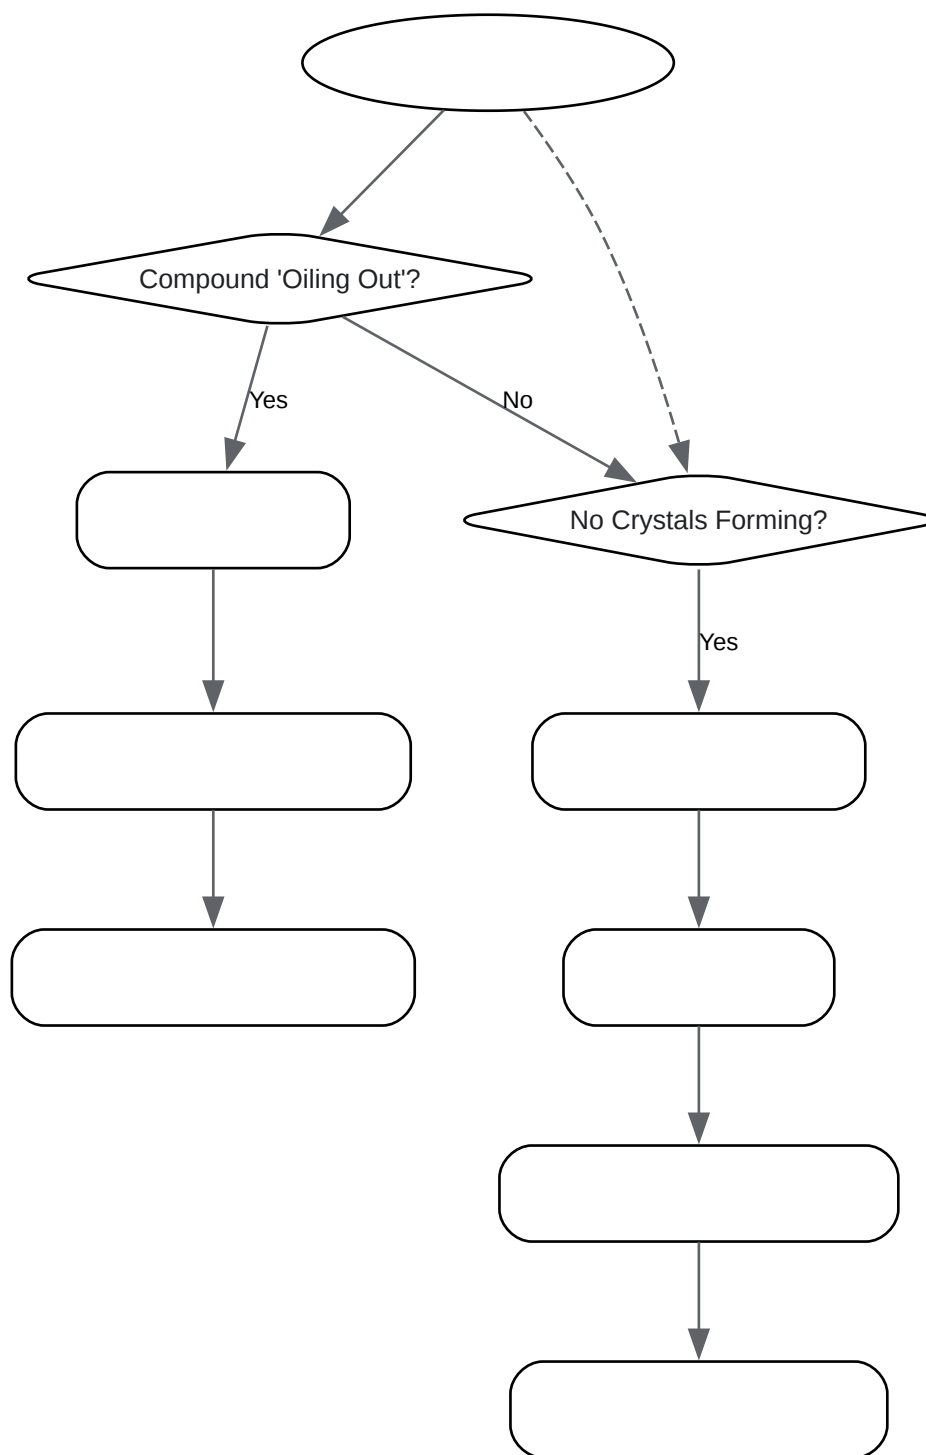 Compound 'Oiling Out'?
Yes
No
No Crystals Forming?
Yes